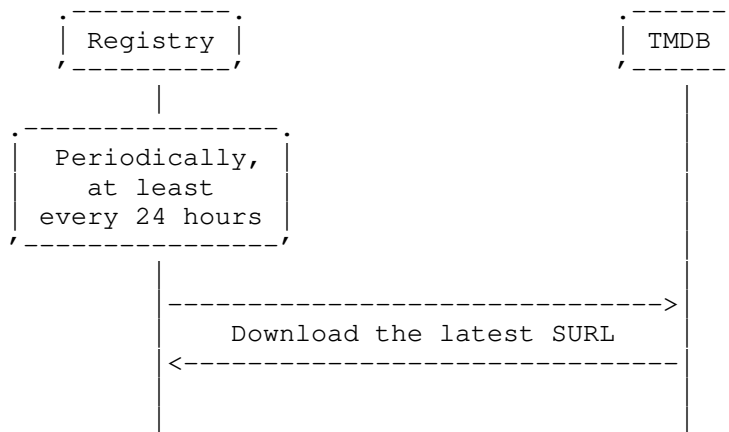 Registry
TMDB
Periodically,
at least
every 24 hours
Download the latest SURL